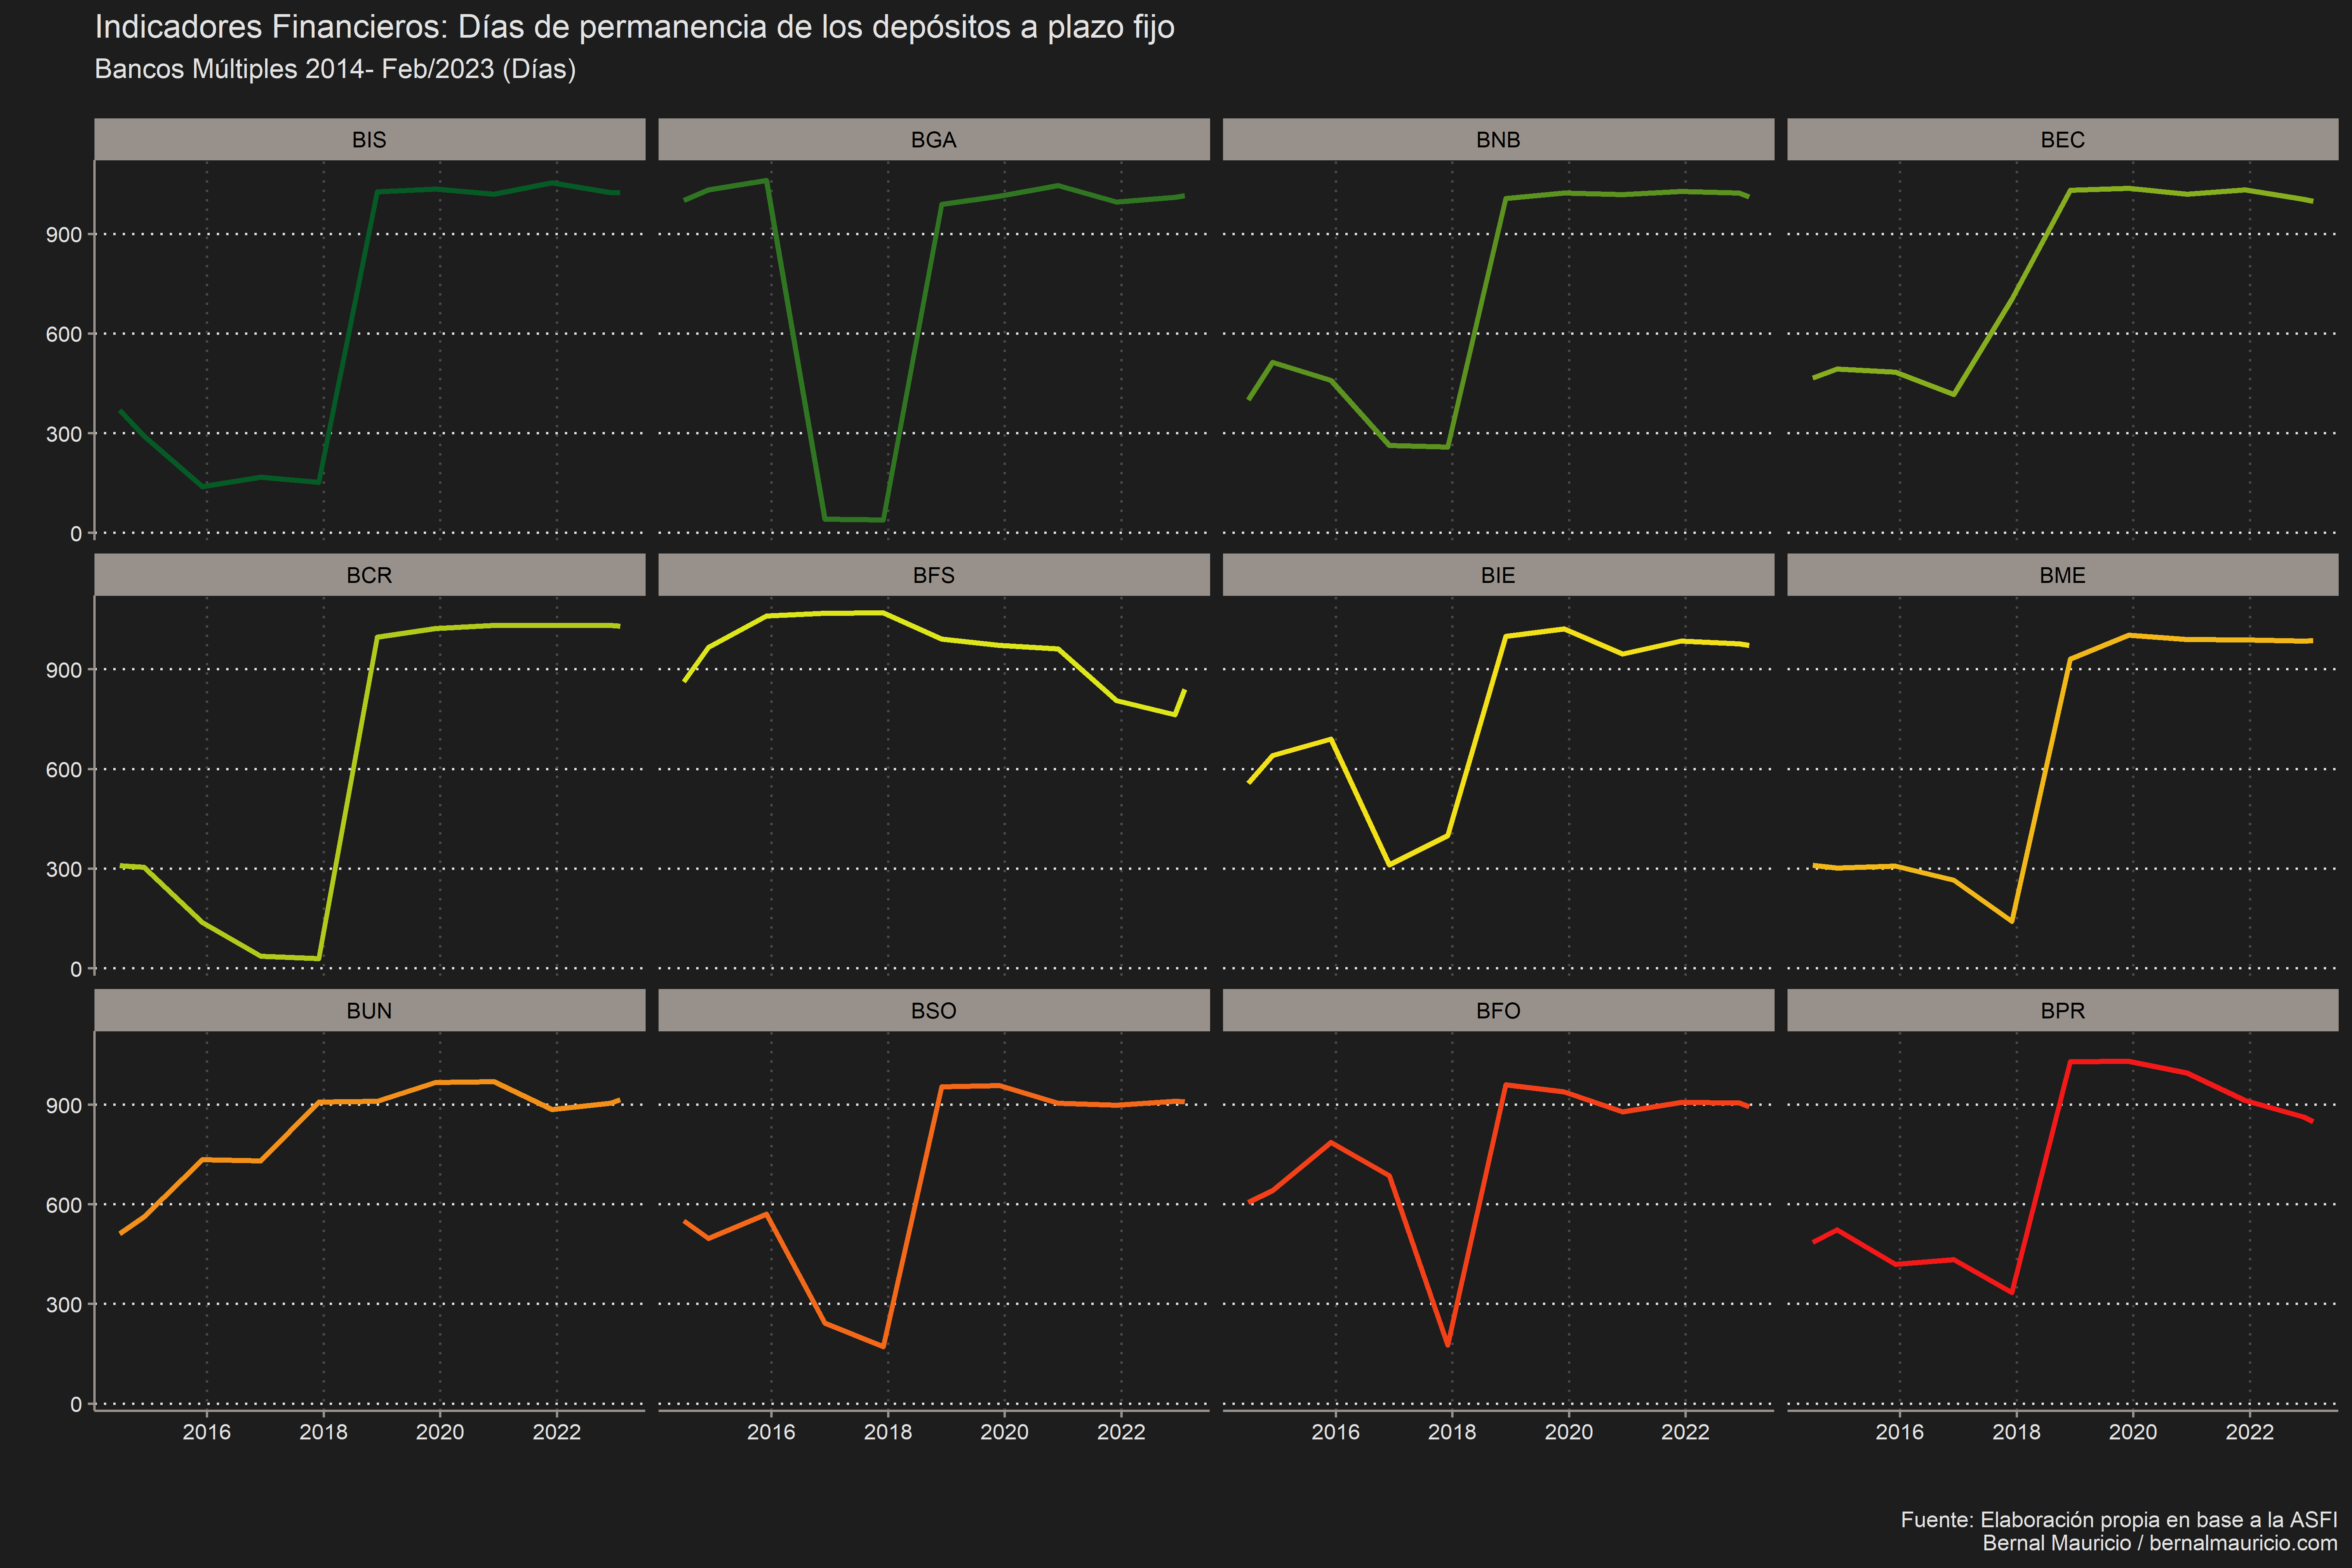 Indicadores Financieros: Días de permanencia de los depósitos a plazo fijo
Bancos Múltiples 2014- Feb/2023 (Días)
BIS BGA BNB BEC
900
600
300
0
BCR BFS BIE BME
900
600
300
0
BUN BSO BFO BPR
900
600
300
0
2016 2018 2020 2022 2016 2018 2020 2022 2016 2018 2020 2022 2016 2018 2020 2022
Fuente: Elaboración propia en base a la ASFI
Bernal Mauricio / bernalmauricio.com